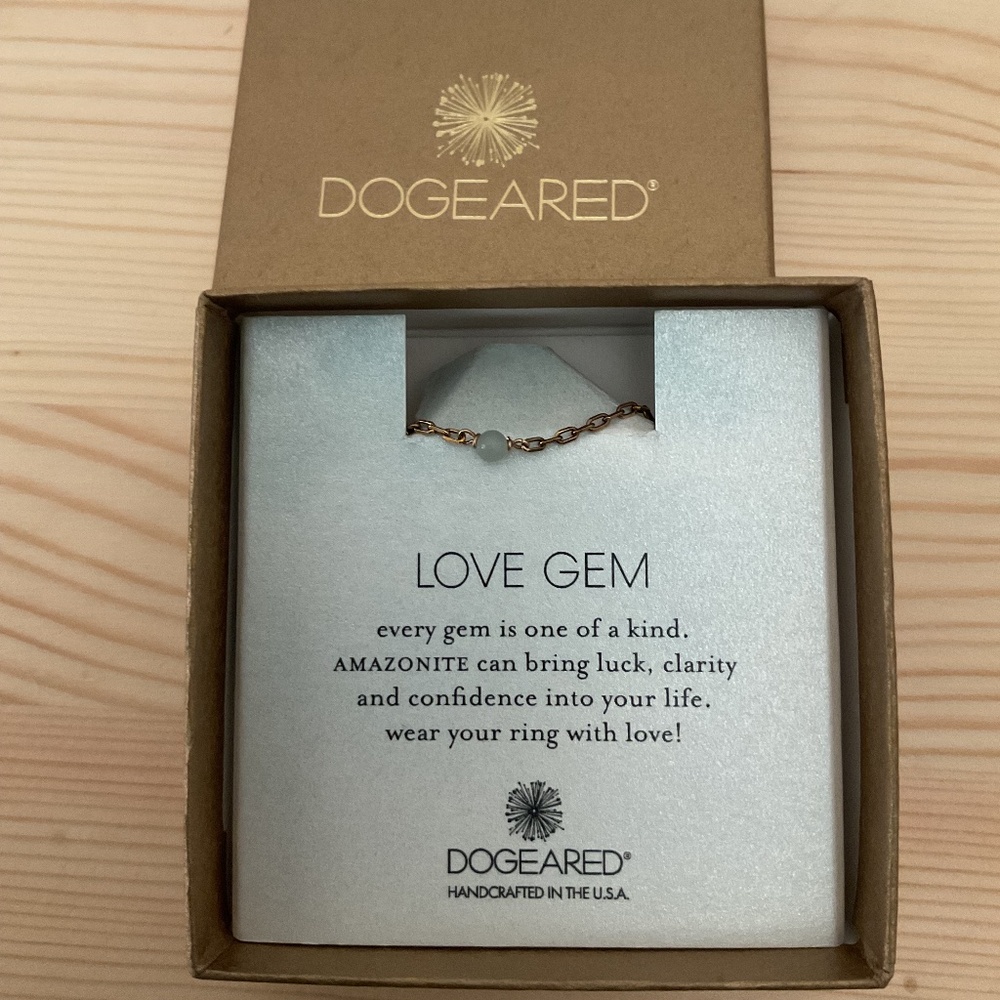 DOGEARED®
LOVE GEM
every gem is one of a kind.
AMAZONITE can bring luck, clarity
and confidence into your life.
wear your ring with love!
DOGEARED®
HANDCRAFTED IN THE U.S.A.